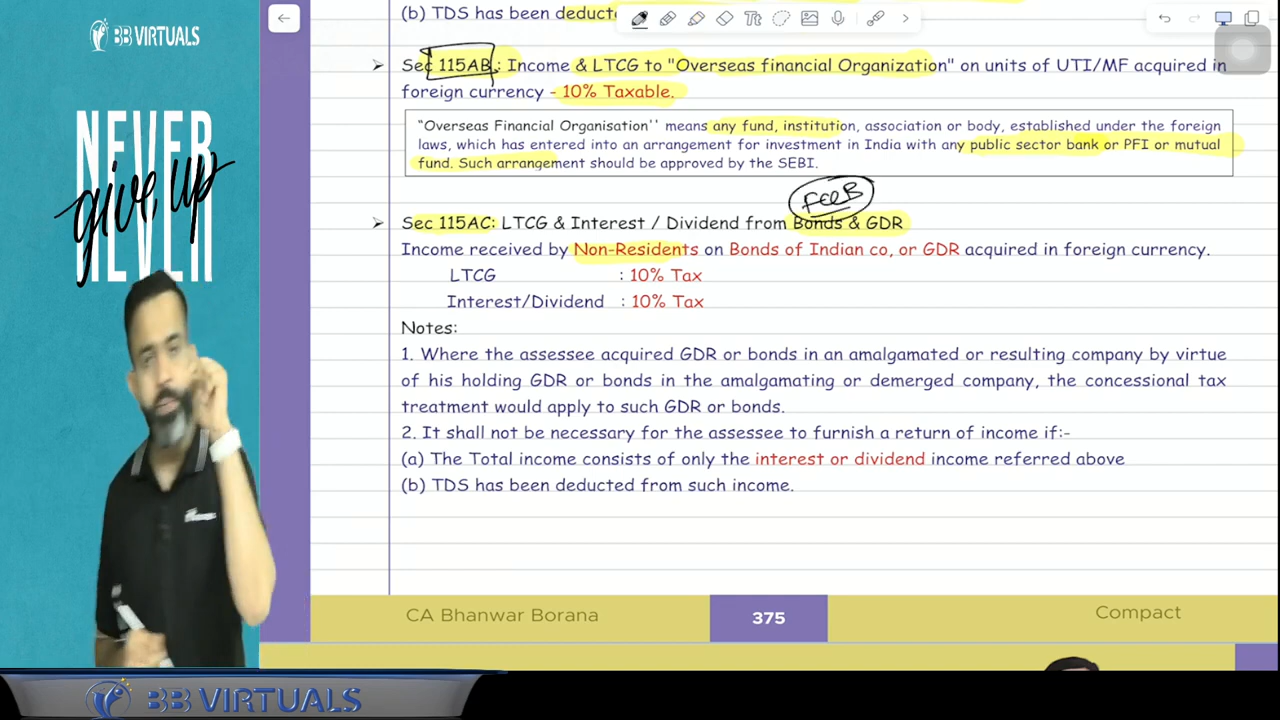 BB VIRTUALS
(b) TDS has been deducte
NEVER
give up
NEVER
➤ Sec 115AB: Income & LTCG to "Overseas financial Organization" on units of UTI/MF acquired in
foreign currency - 10% Taxable.
"Overseas Financial Organisation'' means any fund, institution, association or body, established under the foreign
laws, which has entered into an arrangement for investment in India with any public sector bank or PFI or mutual
fund. Such arrangement should be approved by the SEBI.
FCCB
➤ Sec 115AC: LTCG & Interest / Dividend from Bonds & GDR
Income received by Non-Residents on Bonds of Indian co, or GDR acquired in foreign currency.
LTCG : 10% Tax
Interest/Dividend : 10% Tax
Notes:
1. Where the assessee acquired GDR or bonds in an amalgamated or resulting company by virtue
of his holding GDR or bonds in the amalgamating or demerged company, the concessional tax
treatment would apply to such GDR or bonds.
2. It shall not be necessary for the assessee to furnish a return of income if:-
(a) The Total income consists of only the interest or dividend income referred above
(b) TDS has been deducted from such income.
CA Bhanwar Borana 375 Compact
BB VIRTUALS